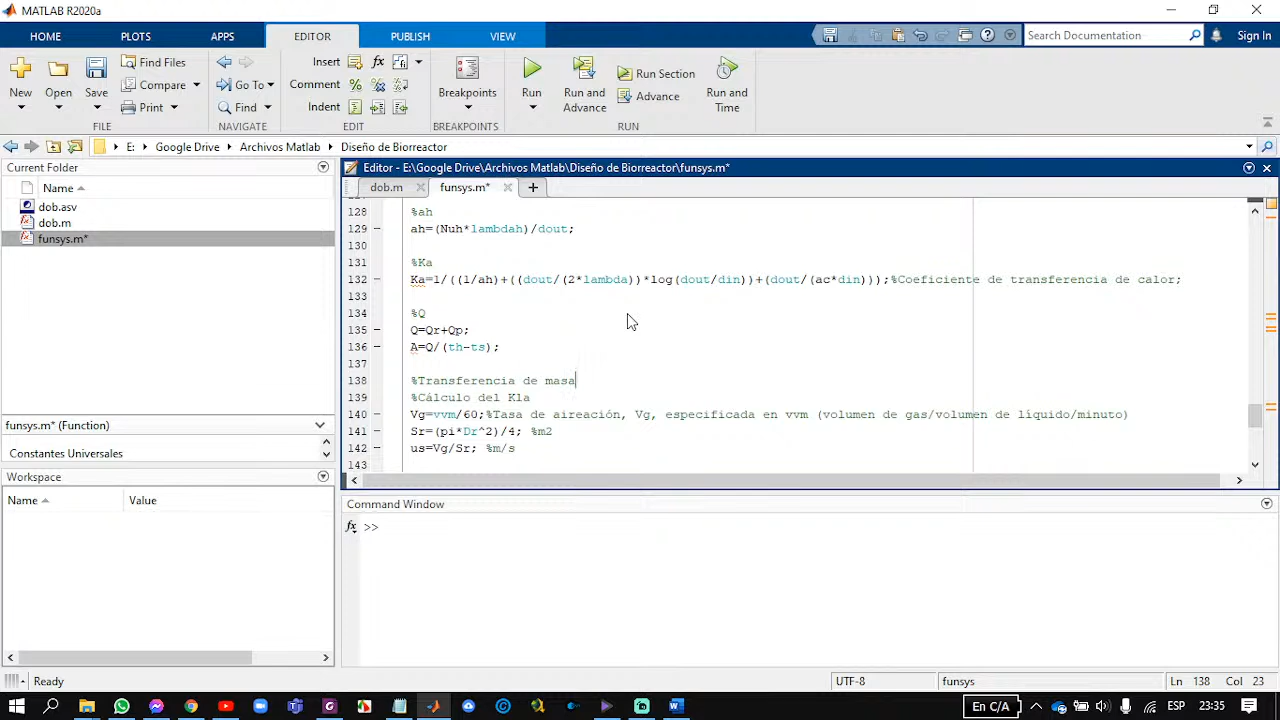 MATLAB R2020a
HOME PLOTS APPS EDITOR PUBLISH VIEW Search Documentation Sign In
New Open Save Find Files Compare Print Go To Find Insert Comment Indent fx Breakpoints Run Run and Advance Run Section Advance Run and Time
FILE NAVIGATE EDIT BREAKPOINTS RUN
E: Google Drive Archivos Matlab Diseño de Biorreactor
Current Folder
Name
dob.asv
dob.m
funsys.m*
funsys.m* (Function)
Constantes Universales
Workspace
Name Value
Editor - E:\Google Drive\Archivos Matlab\Diseño de Biorreactor\funsys.m*
dob.m funsys.m*
128 %ah
129 ah=(Nuh*lambdah)/dout;
130
131 %Ka
132 Ka=1/((1/ah)+((dout/(2*lambda))*log(dout/din))+(dout/(ac*din)));%Coeficiente de transferencia de calor;
133
134 %Q
135 Q=Qr+Qp;
136 A=Q/(th-ts);
137
138 %Transferencia de masa
139 %Cálculo del Kla
140 Vg=vvm/60;%Tasa de aireación, Vg, especificada en vvm (volumen de gas/volumen de líquido/minuto)
141 Sr=(pi*Dr^2)/4; %m2
142 us=Vg/Sr; %m/s
143
Command Window
fx >>
Ready UTF-8 funsys Ln 138 Col 23
En C/A ESP 23:35